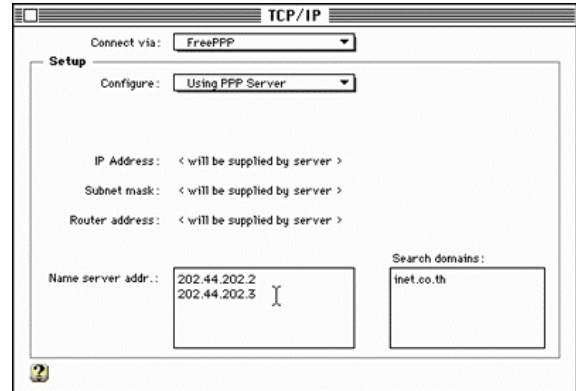 TCP/IP
Connect via: FreePPP
Setup
Configure: Using PPP Server
IP Address: < will be supplied by server >
Subnet mask: < will be supplied by server >
Router address: < will be supplied by server >
Name server addr.: 202.44.202.2
202.44.202.3
Search domains:
inet.co.th
?